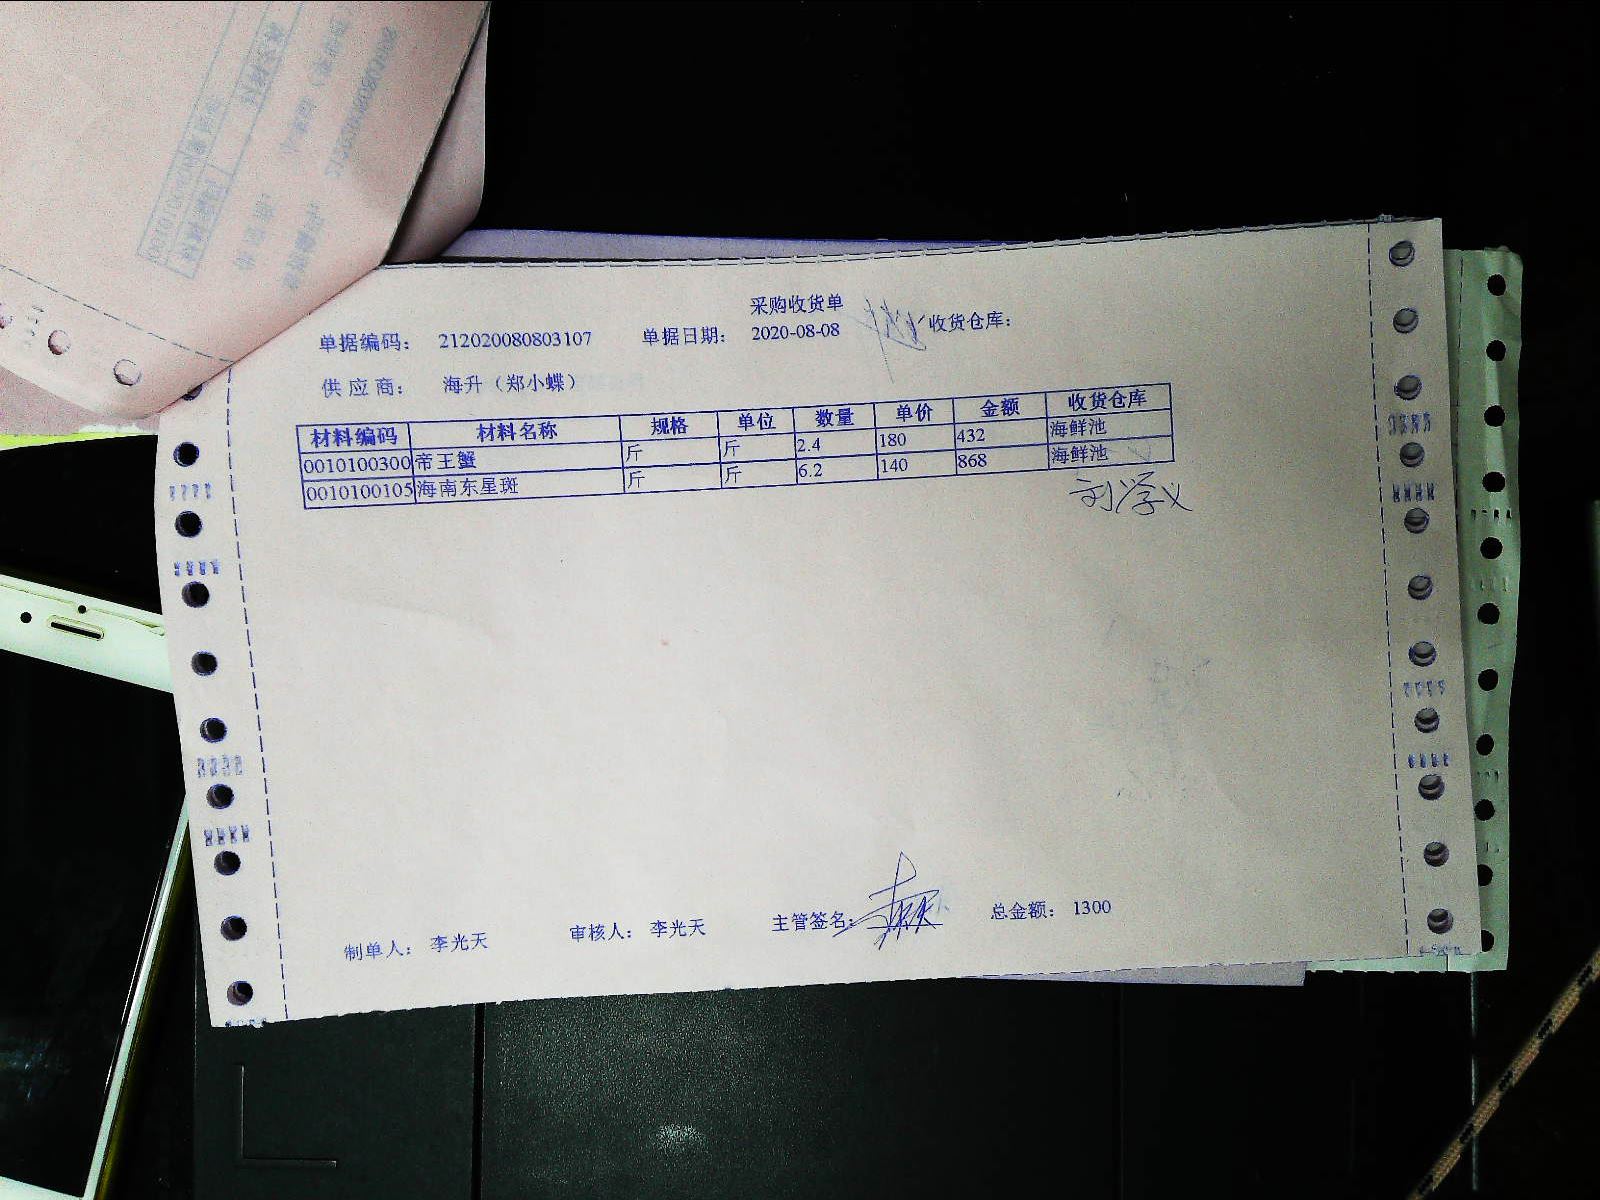 采购收货单
单据编码： 212020080803107 单据日期： 2020-08-08 收货仓库：
供应商： 海升（郑小蝶）
材料编码 材料名称 规格 单位 数量 单价 金额 收货仓库
0010100300 帝王蟹 斤 斤 2.4 180 432 海鲜池
0010100105 海南东星斑 斤 斤 6.2 140 868 海鲜池
刘学义
制单人： 李光天 审核人： 李光天 主管签名： 总金额： 1300